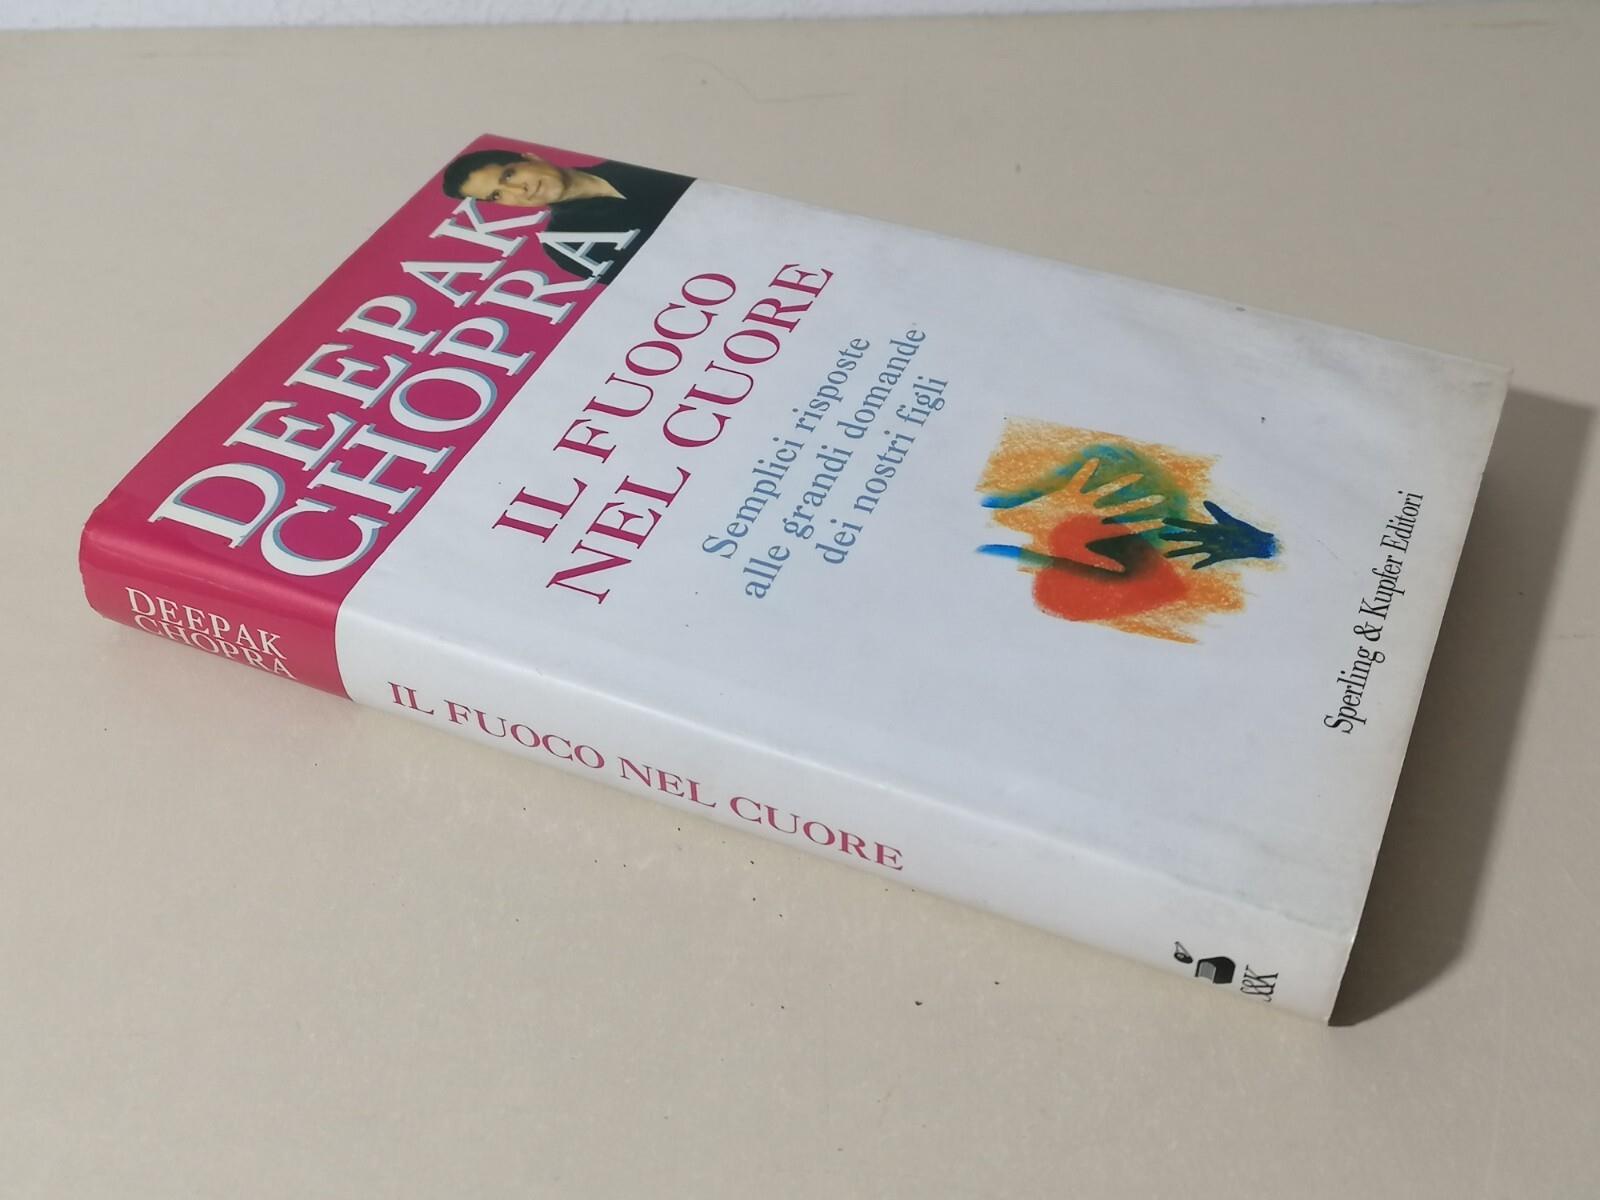 DEEPAK
CHOPRA
IL FUOCO
NEL CUORE
Semplici risposte
alle grandi domande
dei nostri figli
Sperling & Kupfer Editori
DEEPAK
CHOPRA
IL FUOCO NEL CUORE
S&K